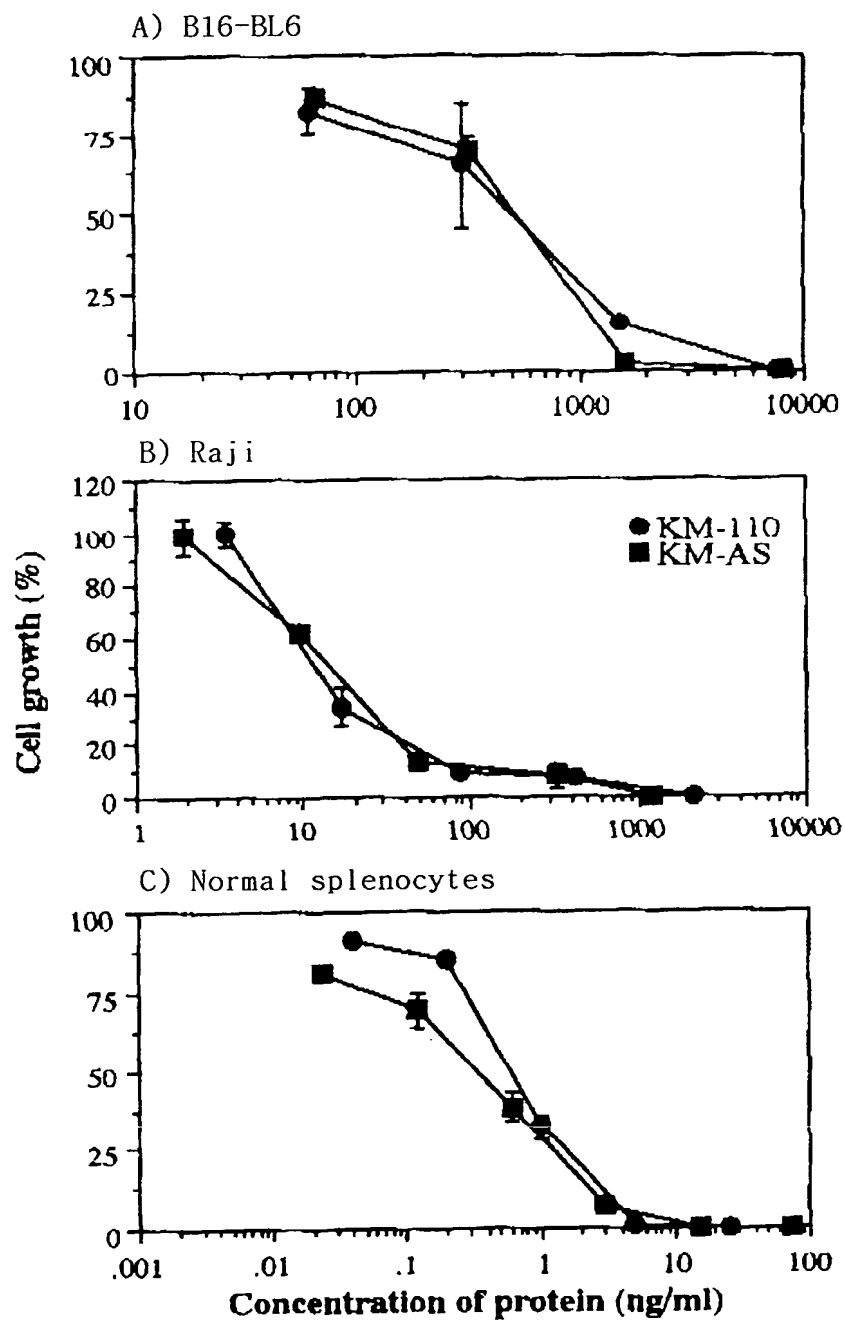 A) B16-BL6
100
75
50
25
0
10 100 1000 10000
B) Raji
120
100
80
60
40
20
0
1 10 100 1000 10000
KM-110
KM-AS
Cell growth (%)
C) Normal splenocytes
100
75
50
25
0
.001 .01 .1 1 10 100
Concentration of protein (ng/ml)